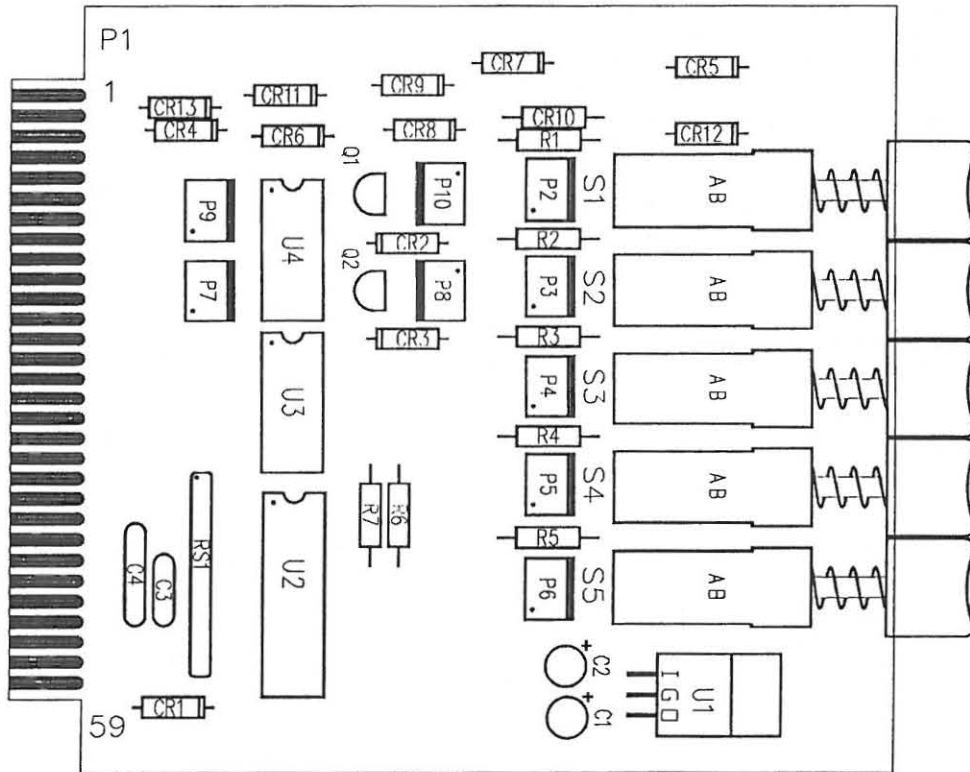 P1
1
CR7
CR5
CR9
CR11
CR13
CR4
CR6
CR8
CR10
CR12
R1
Q1
P9
U4
P10
P2
S1
AB
CR2
R2
Q2
P7
P8
P3
S2
AB
CR3
R3
U3
P4
S3
AB
R4
P5
S4
AB
R7
R6
R5
C4
C3
RS1
U2
P6
S5
AB
+
C2
+
C1
I
G
O
U1
CR1
59